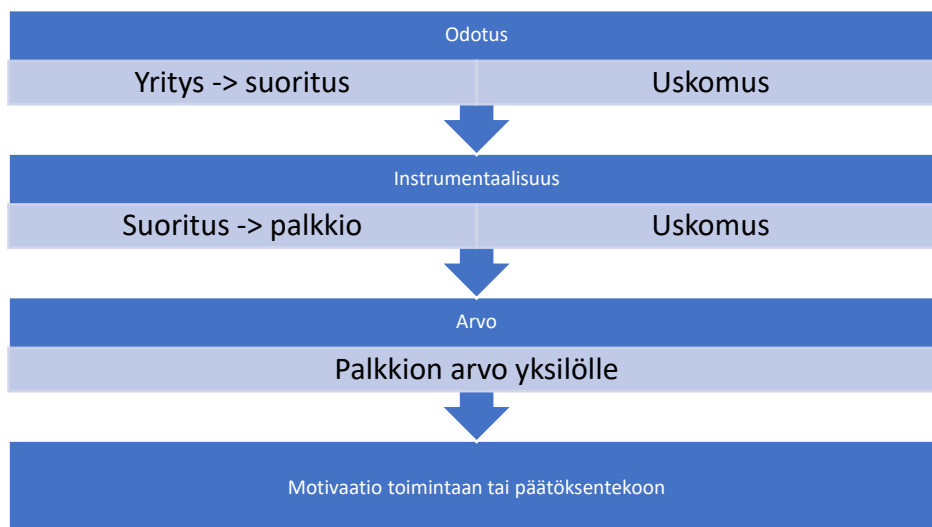 Odotus
Yritys -> suoritus
Uskomus
Instrumentaalisuus
Suoritus -> palkkio
Uskomus
Arvo
Palkkion arvo yksilölle
Motivaatio toimintaan tai päätöksentekoon